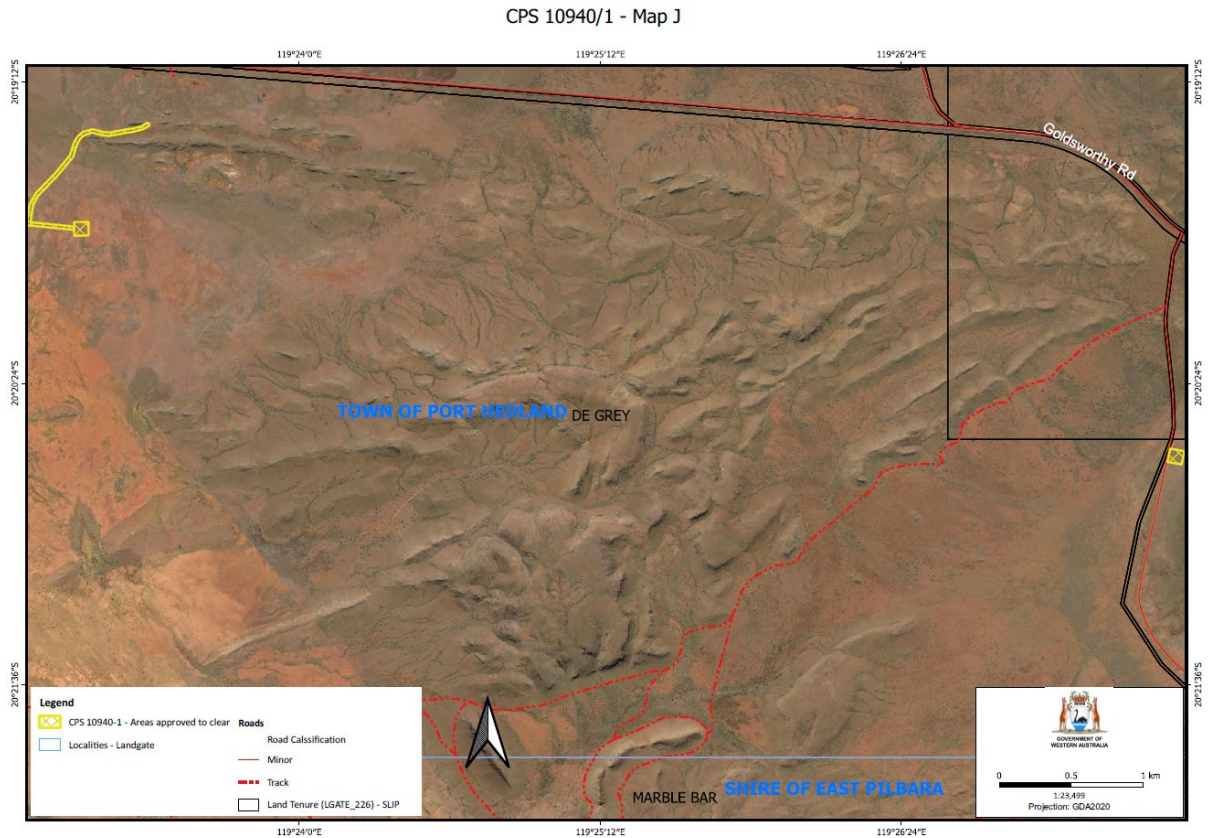 CPS 10940/1 - Map J
119°24'0"E
119°25'12"E
119°26'24"E
20°19'12"S
20°19'12"S
Goldsworthy Rd
20°20'24"S
20°20'24"S
TOWN OF PORT HEDLAND
DE GREY
20°21'36"S
20°21'36"S
Legend
CPS 10940-1 - Areas approved to clear
Localities - Landgate
Roads
Road Calssification
Minor
Track
Land Tenure (LGATE_226) - SLIP
MARBLE BAR
SHIRE OF EAST PILBARA
GOVERNMENT OF
WESTERN AUSTRALIA
0 0.5 1 km
1:23,499
Projection: GDA2020
119°24'0"E
119°25'12"E
119°26'24"E